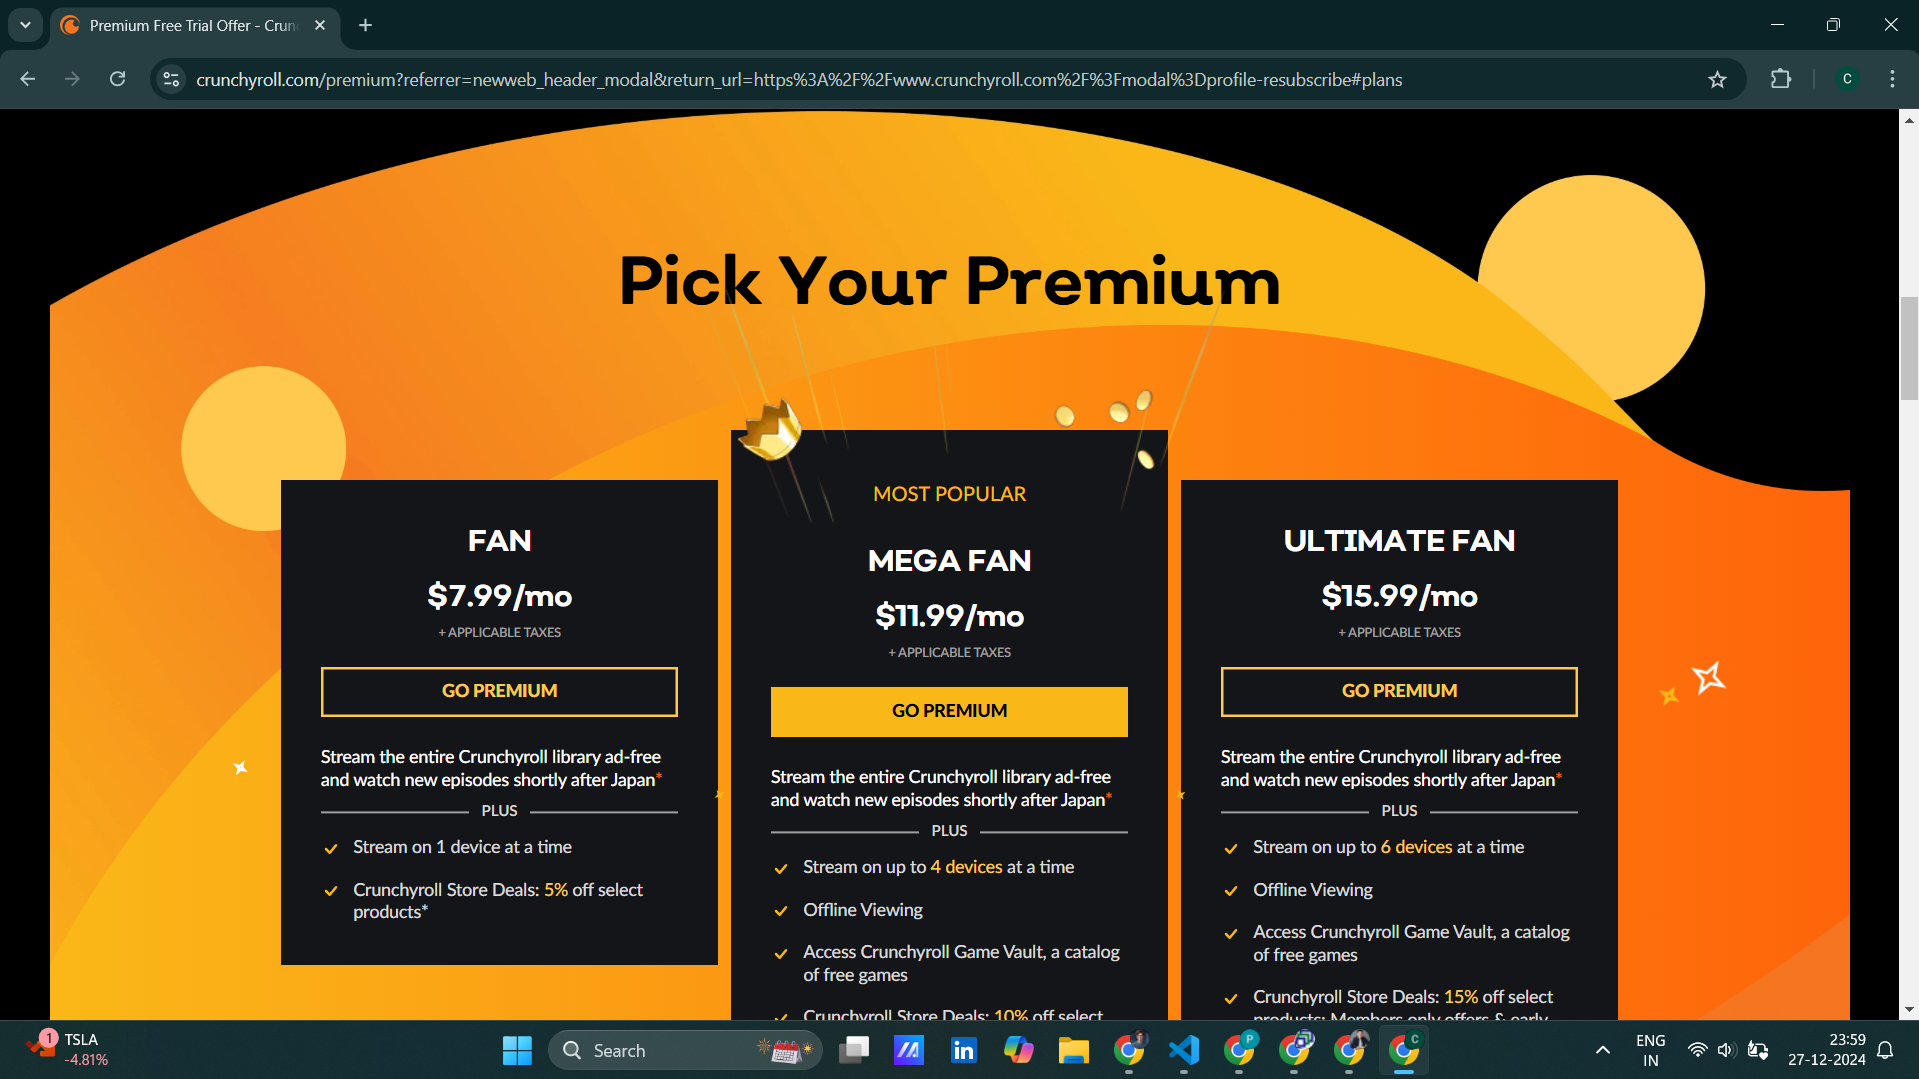 Premium Free Trial Offer - Crun
crunchyroll.com/premium?referrer=newweb_header_modal&return_url=https%3A%2F%2Fwww.crunchyroll.com%2F%3Fmodal%3Dprofile-resubscribe#plans
C
Pick Your Premium
FAN
$7.99/mo
+ APPLICABLE TAXES
GO PREMIUM
Stream the entire Crunchyroll library ad-free
and watch new episodes shortly after Japan*
PLUS
Stream on 1 device at a time
Crunchyroll Store Deals: 5% off select
products*
MOST POPULAR
MEGA FAN
$11.99/mo
+ APPLICABLE TAXES
GO PREMIUM
Stream the entire Crunchyroll library ad-free
and watch new episodes shortly after Japan*
PLUS
Stream on up to 4 devices at a time
Offline Viewing
Access Crunchyroll Game Vault, a catalog
of free games
Crunchyroll Store Deals: 10% off select
ULTIMATE FAN
$15.99/mo
+ APPLICABLE TAXES
GO PREMIUM
Stream the entire Crunchyroll library ad-free
and watch new episodes shortly after Japan*
PLUS
Stream on up to 6 devices at a time
Offline Viewing
Access Crunchyroll Game Vault, a catalog
of free games
Crunchyroll Store Deals: 15% off select
products; Members only offers & early
1
TSLA
-4.81%
Search
in
P
C
ENG
IN
23:59
27-12-2024